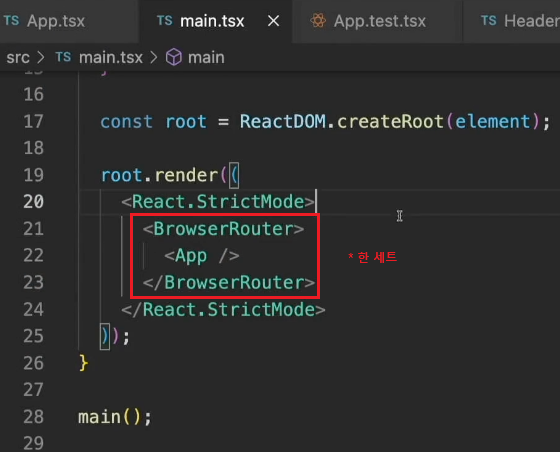 TS App.tsx TS main.tsx × App.test.tsx TS Header
src > TS main.tsx > main
16
17 const root = ReactDOM.createRoot(element);
18
19 root.render((
20 <React.StrictMode>
21 <BrowserRouter>
22 <App />
23 </BrowserRouter>
* 한 세트
24 </React.StrictMode>
25 ));
26 }
27
28 main();
29